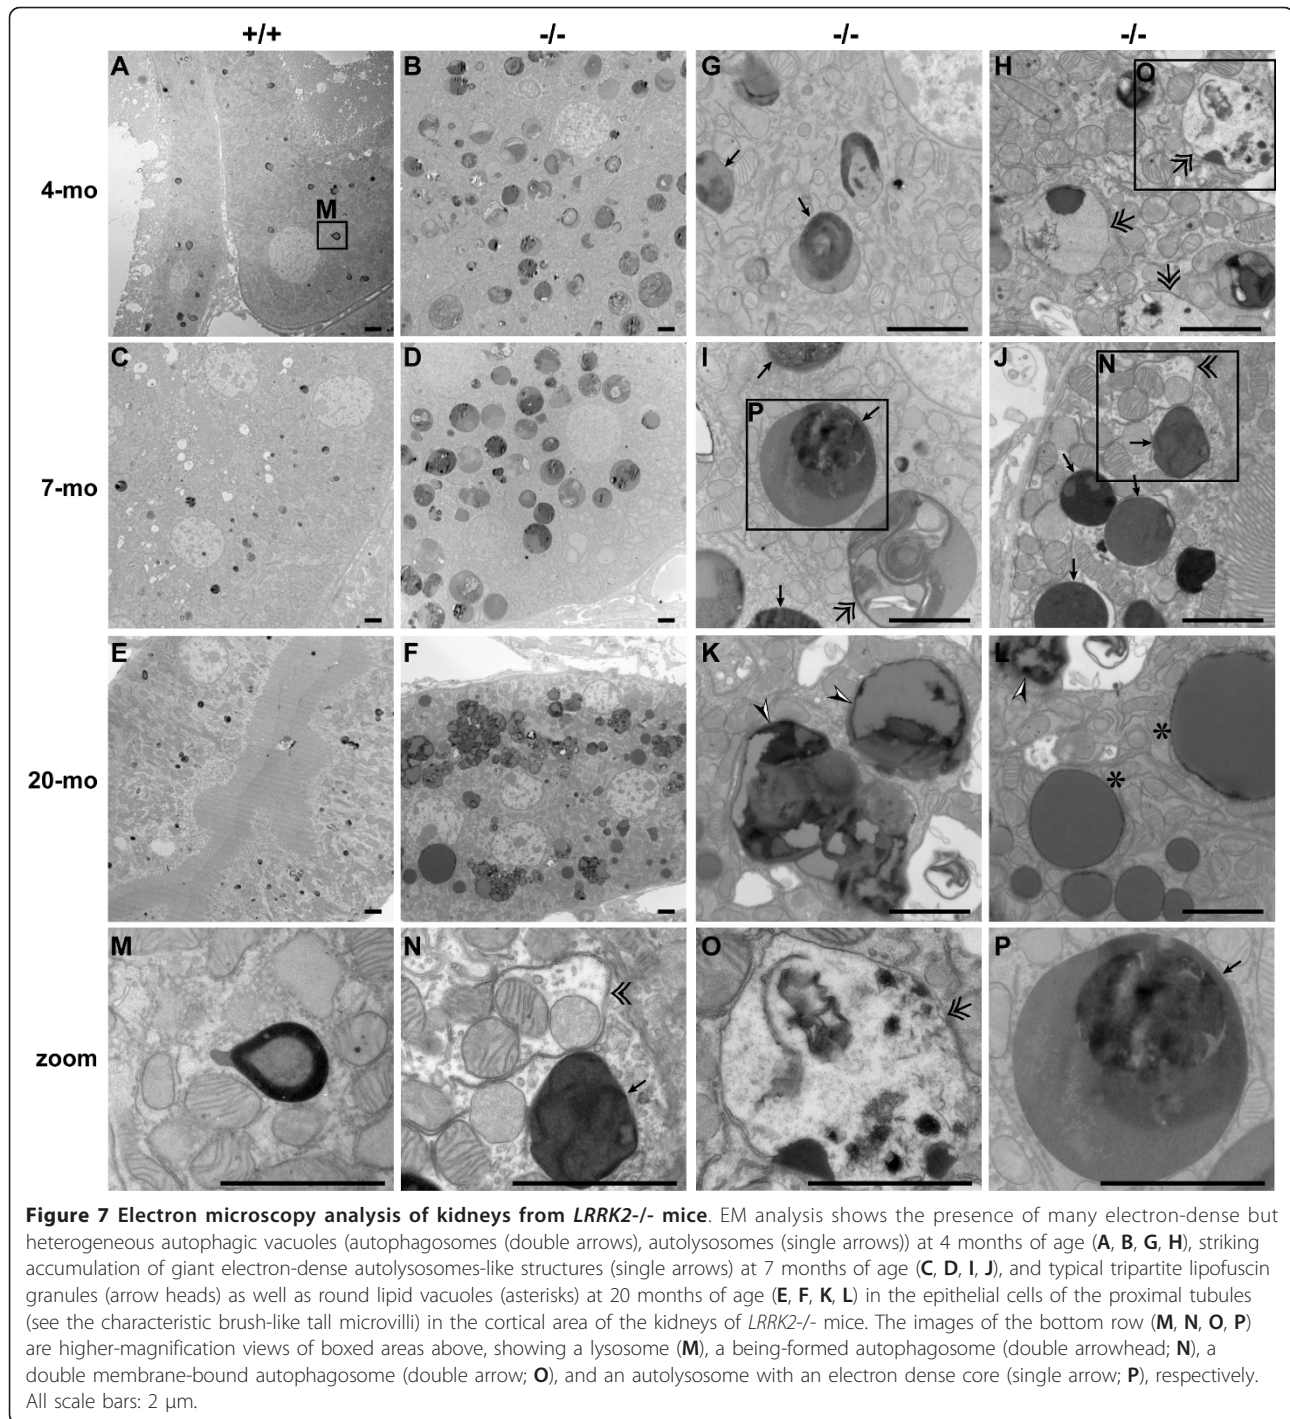 +/+ -/- -/- -/-
A B G H O
4-mo M
C D I J N
7-mo P
E F K L
20-mo * *
M N O P
zoom
Figure 7 Electron microscopy analysis of kidneys from LRRK2-/- mice. EM analysis shows the presence of many electron-dense but
heterogeneous autophagic vacuoles (autophagosomes (double arrows), autolysosomes (single arrows)) at 4 months of age (A, B, G, H), striking
accumulation of giant electron-dense autolysosomes-like structures (single arrows) at 7 months of age (C, D, I, J), and typical tripartite lipofuscin
granules (arrow heads) as well as round lipid vacuoles (asterisks) at 20 months of age (E, F, K, L) in the epithelial cells of the proximal tubules
(see the characteristic brush-like tall microvilli) in the cortical area of the kidneys of LRRK2-/- mice. The images of the bottom row (M, N, O, P)
are higher-magnification views of boxed areas above, showing a lysosome (M), a being-formed autophagosome (double arrowhead; N), a
double membrane-bound autophagosome (double arrow; O), and an autolysosome with an electron dense core (single arrow; P), respectively.
All scale bars: 2 μm.